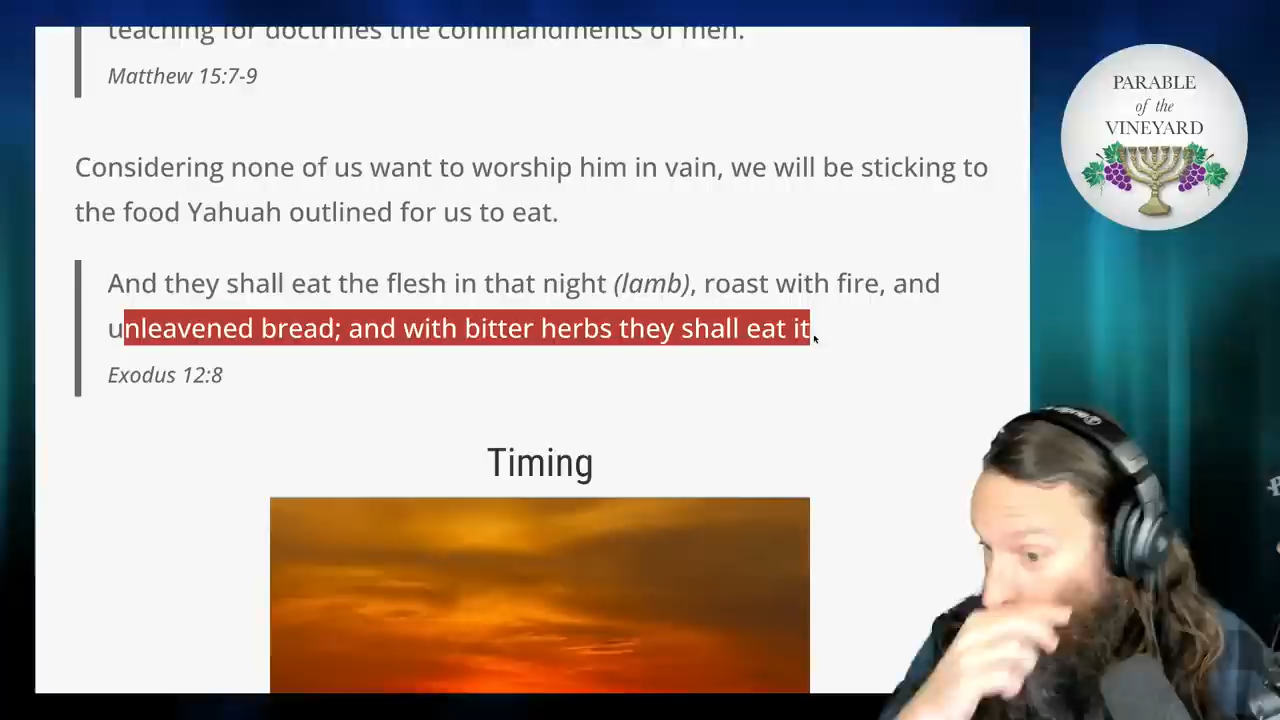 teaching for doctrines the commandments of men.
Matthew 15:7-9
Considering none of us want to worship him in vain, we will be sticking to
the food Yahuah outlined for us to eat.
And they shall eat the flesh in that night (lamb), roast with fire, and
unleavened bread; and with bitter herbs they shall eat it.
Exodus 12:8
Timing
PARABLE
of the
VINEYARD